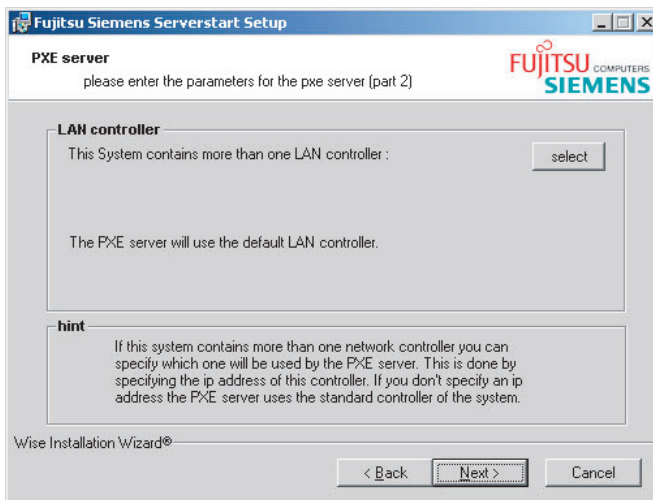 Fujitsu Siemens Serverstart Setup
PXE server
please enter the parameters for the pxe server (part 2)
FUJITSU COMPUTERS
SIEMENS
LAN controller
This System contains more than one LAN controller :
select
The PXE server will use the default LAN controller.
hint
If this system contains more than one network controller you can
specify which one will be used by the PXE server. This is done by
specifying the ip address of this controller. If you don't specify an ip
address the PXE server uses the standard controller of the system.
Wise Installation Wizard®
< Back
Next >
Cancel